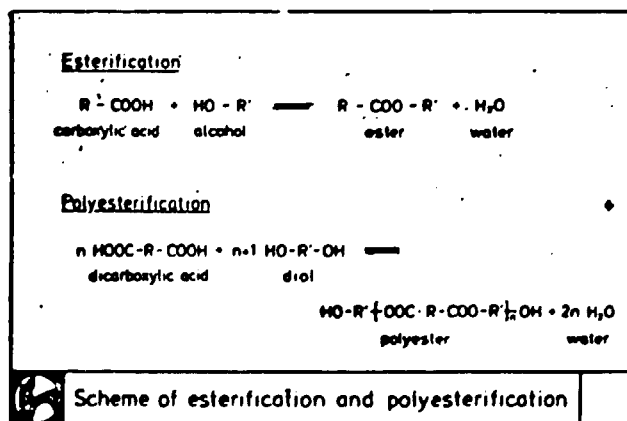 Esterification
R - COOH + HO - R' — R - COO - R' + H₂O
carboxylic acid alcohol ester water
Polyesterification
n HOOC-R-COOH + n+1 HO-R'-OH —
dicarboxylic acid diol
HO-R'-[OOC-R-COO-R']ₙ OH + 2n H₂O
polyester water
Scheme of esterification and polyesterification